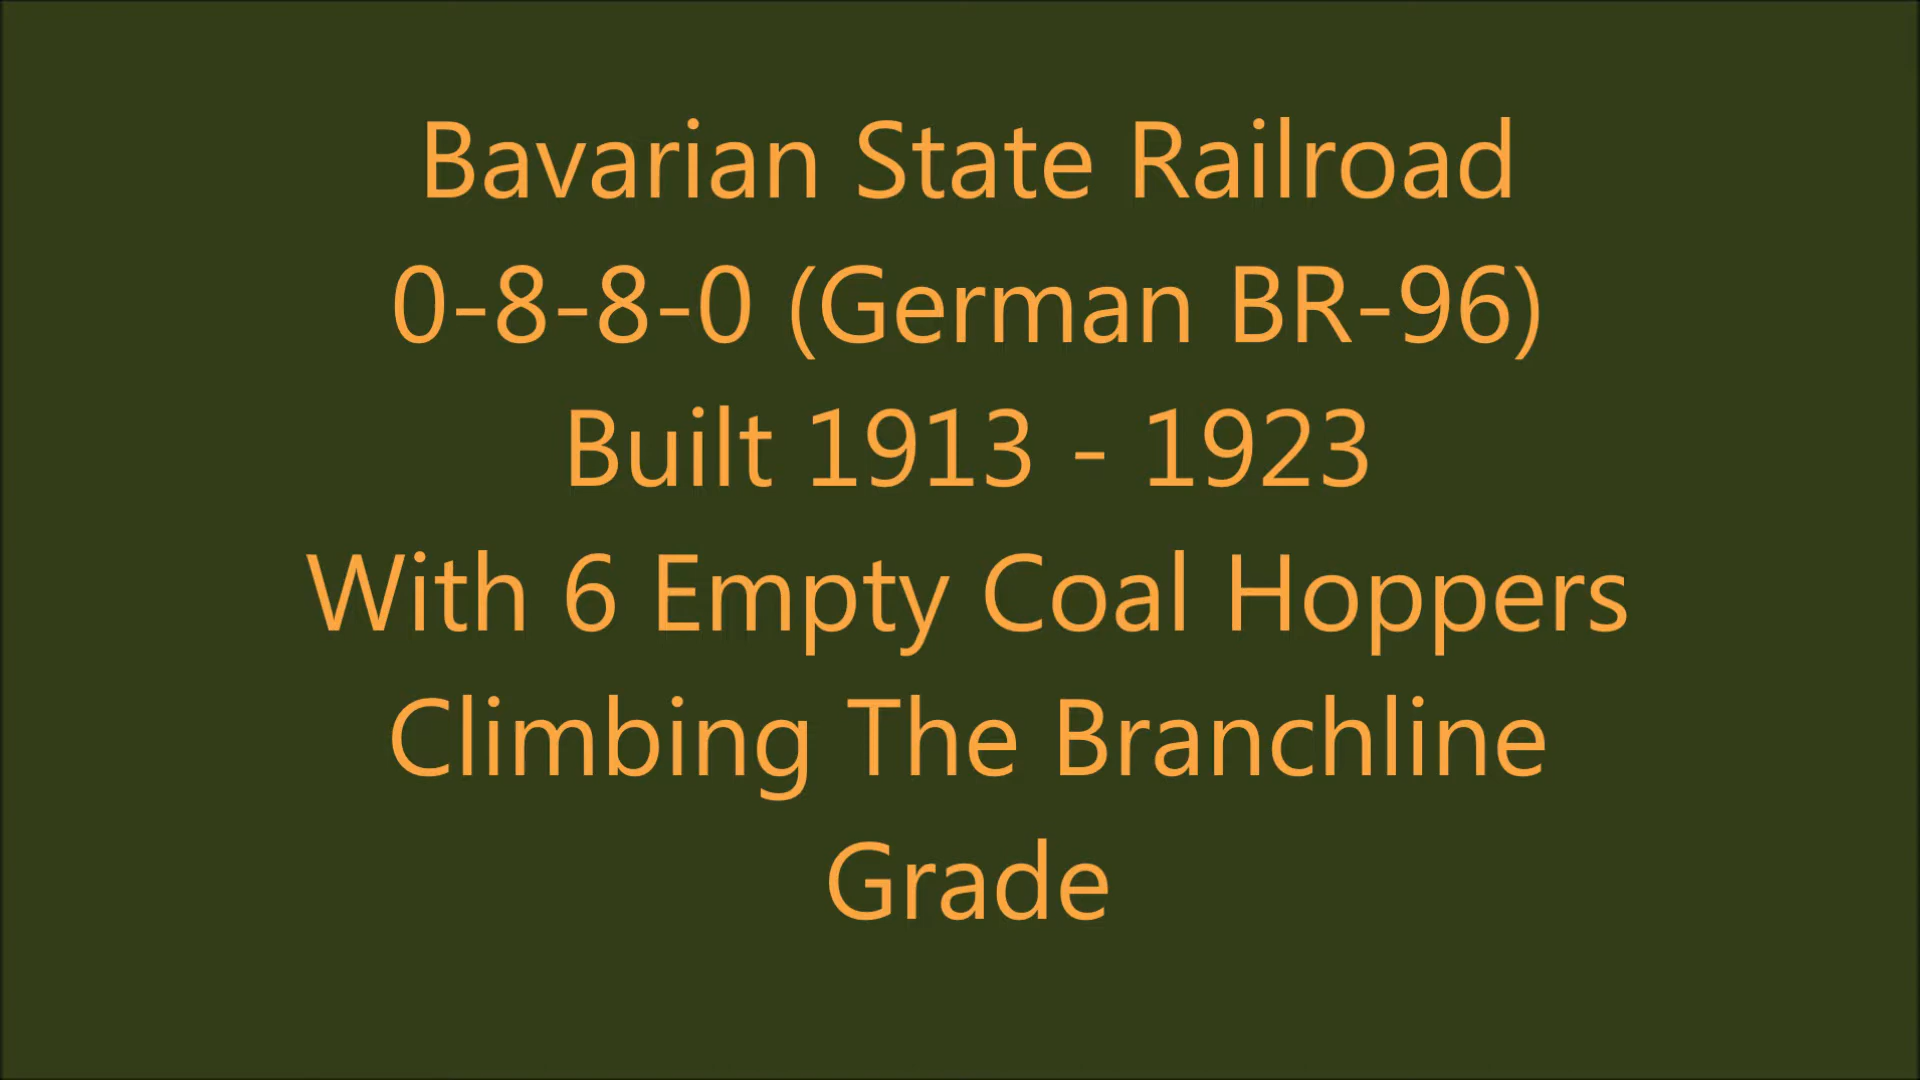 Bavarian State Railroad
0-8-8-0 (German BR-96)
Built 1913 - 1923
With 6 Empty Coal Hoppers
Climbing The Branchline
Grade